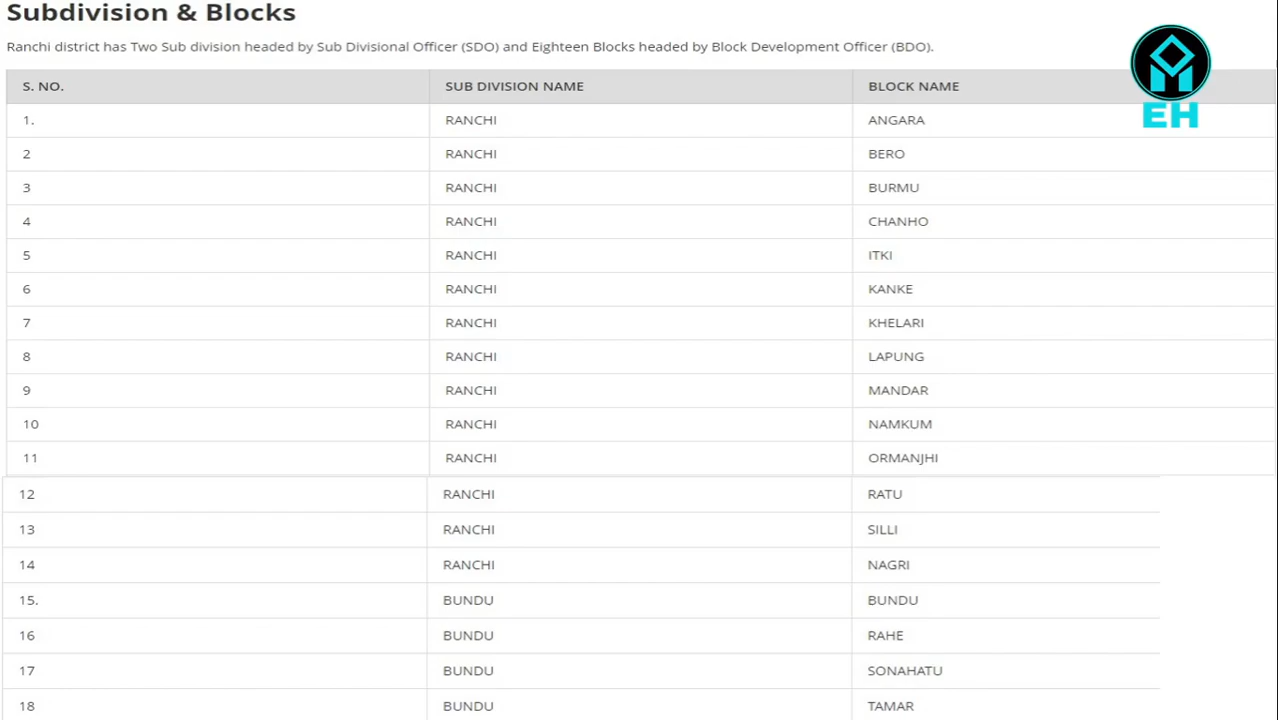 Subdivision & Blocks
Ranchi district has Two Sub division headed by Sub Divisional Officer (SDO) and Eighteen Blocks headed by Block Development Officer (BDO).
S. NO. SUB DIVISION NAME BLOCK NAME
EH
1. RANCHI ANGARA
2 RANCHI BERO
3 RANCHI BURMU
4 RANCHI CHANHO
5 RANCHI ITKI
6 RANCHI KANKE
7 RANCHI KHELARI
8 RANCHI LAPUNG
9 RANCHI MANDAR
10 RANCHI NAMKUM
11 RANCHI ORMANJHI
12 RANCHI RATU
13 RANCHI SILLI
14 RANCHI NAGRI
15. BUNDU BUNDU
16 BUNDU RAHE
17 BUNDU SONAHATU
18 BUNDU TAMAR